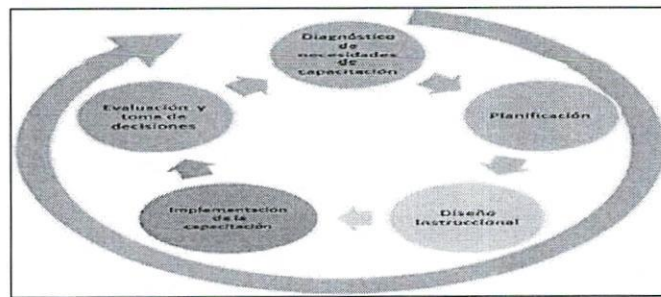 Diagnóstico
de
necesidades
de
capacitación
Planificación
Diseño
Instruccional
Implementación
de la
capacitación
Evaluación y
toma de
decisiones